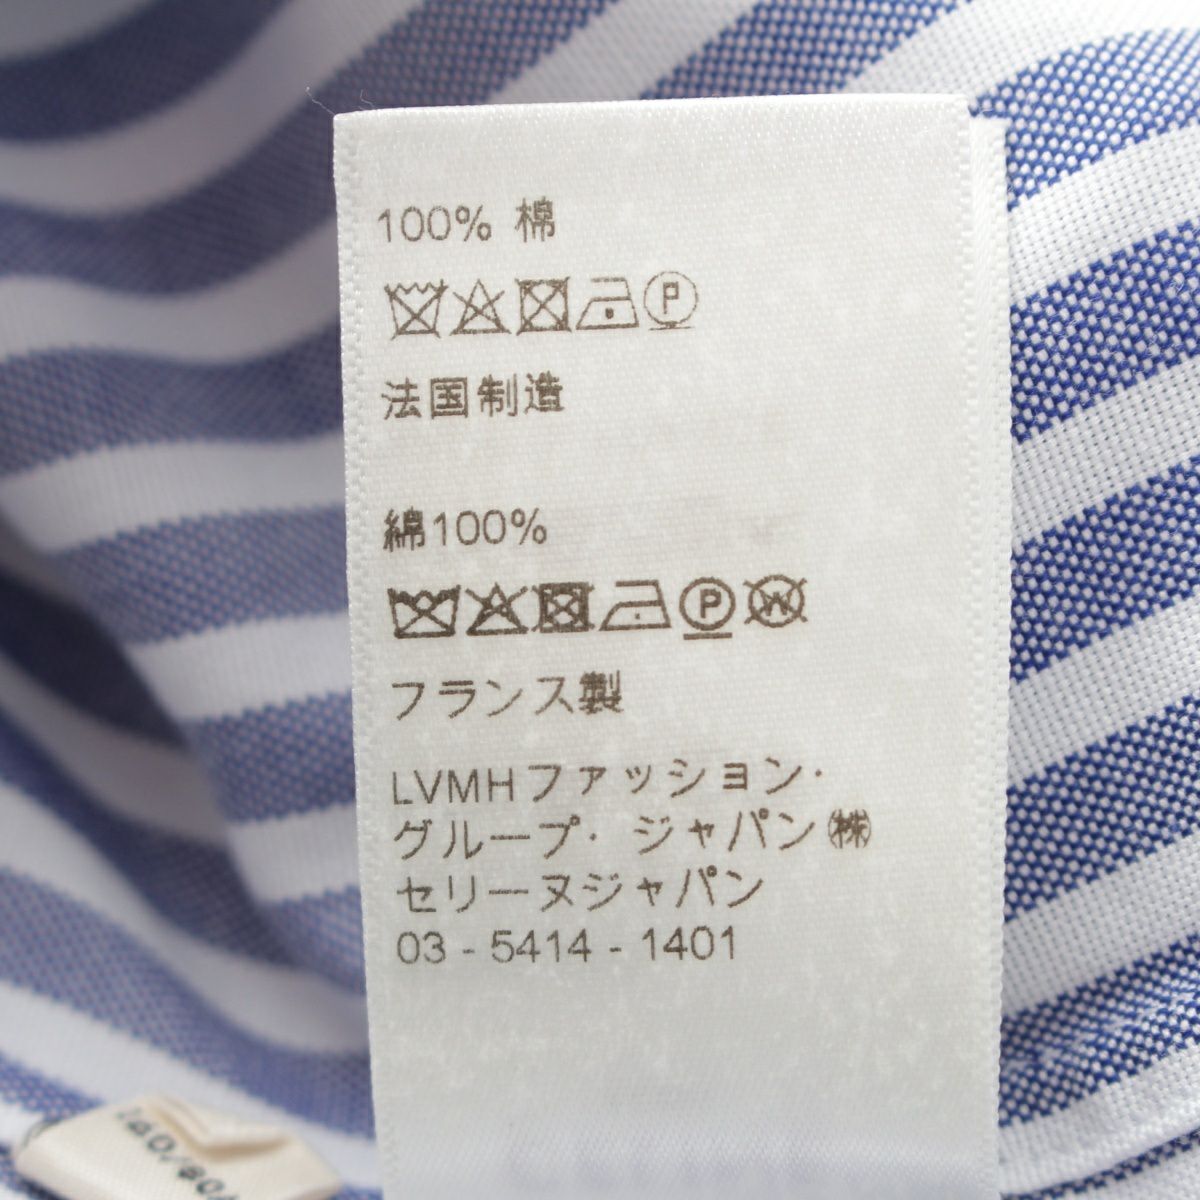 100% 棉
P
法国制造
綿100%
P W
フランス製
LVMHファッション・
グループ・ジャパン㈱
セリーヌジャパン
03 - 5414 - 1401